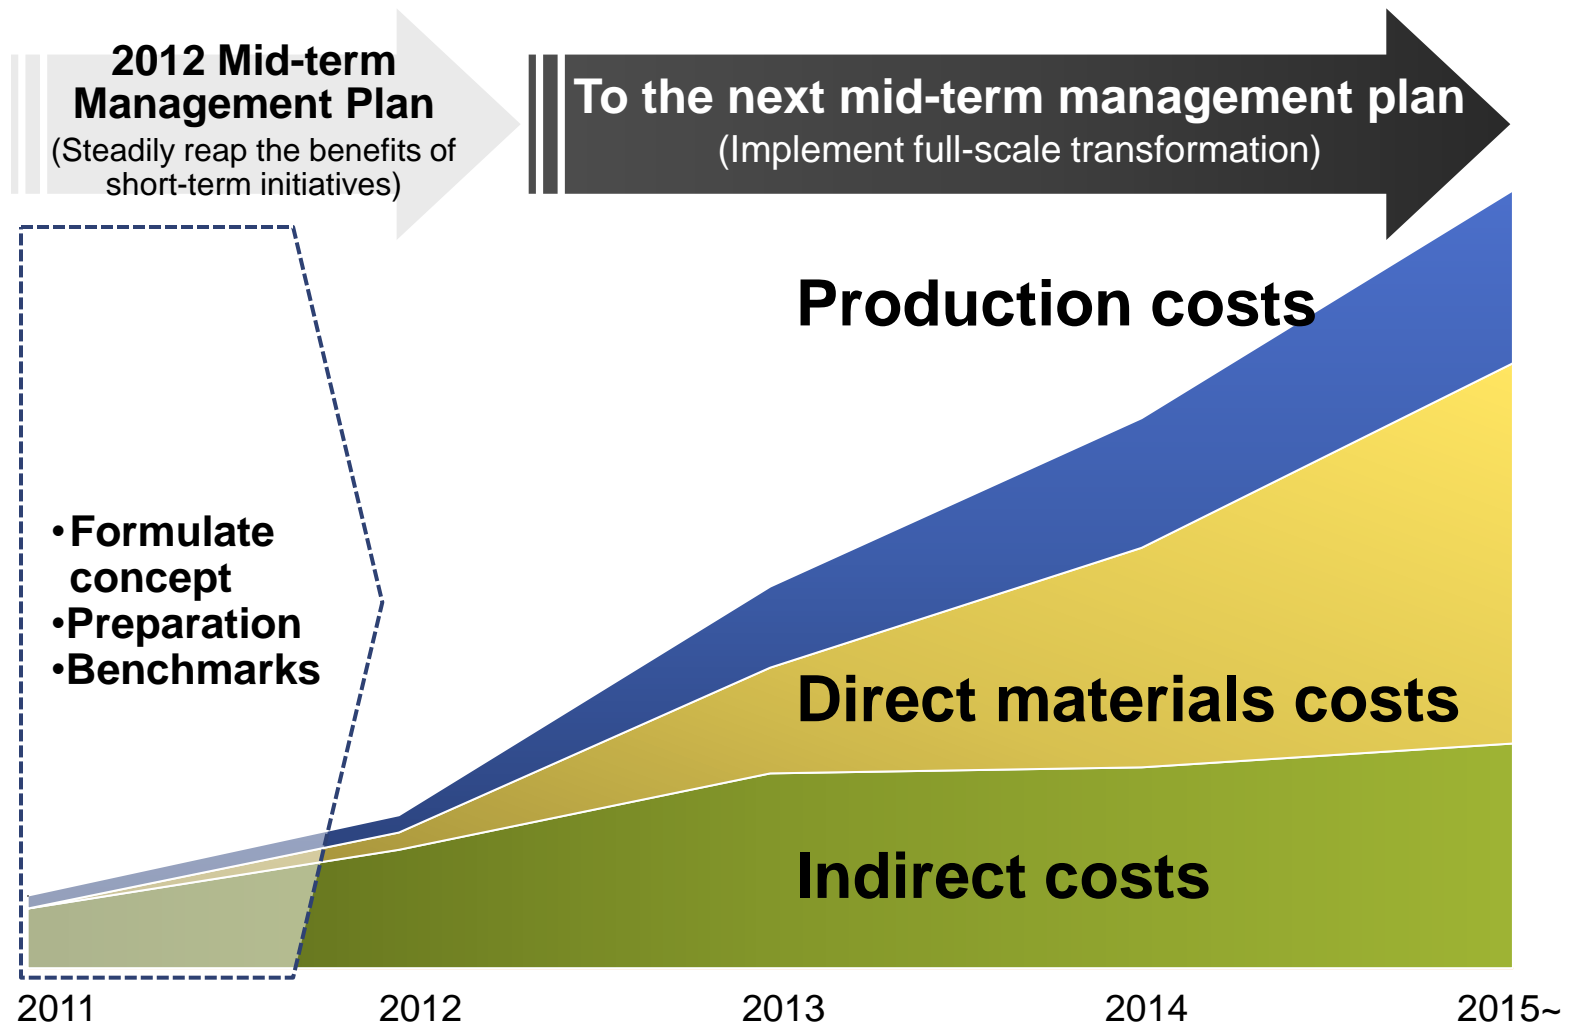 2012 Mid-term
Management Plan
(Steadily reap the benefits of
short-term initiatives)
To the next mid-term management plan
(Implement full-scale transformation)
Production costs
•Formulate
concept
•Preparation
•Benchmarks
Direct materials costs
Indirect costs
2011 2012 2013 2014 2015~